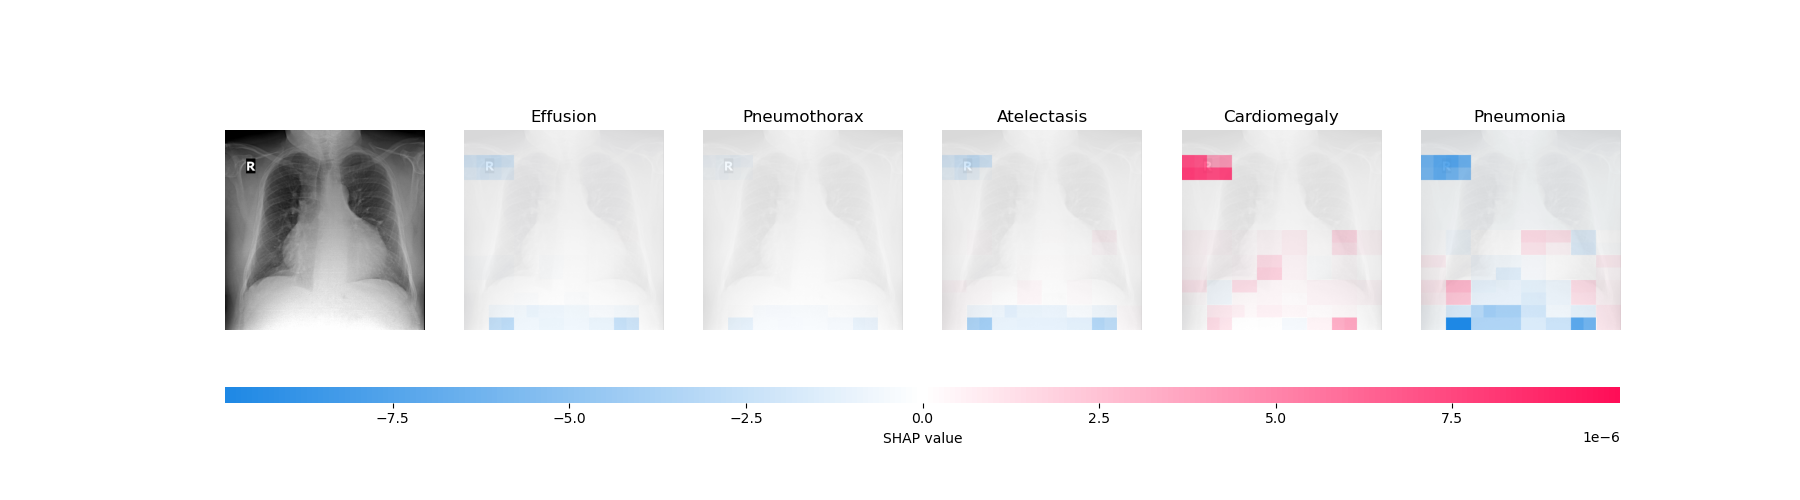 Effusion
Pneumothorax
Atelectasis
Cardiomegaly
Pneumonia
R
R
R
R
−7.5
−5.0
−2.5
0.0
2.5
5.0
7.5
SHAP value
1e−6